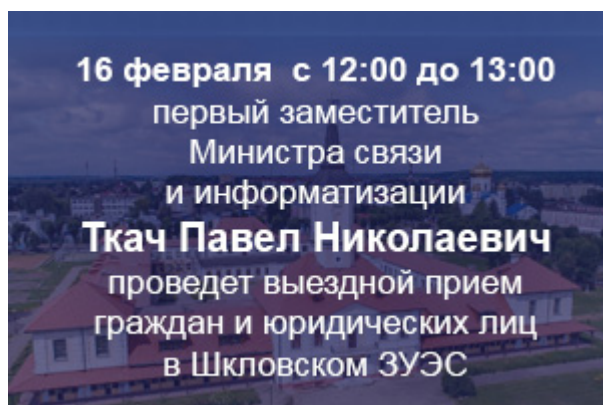 16 февраля с 12:00 до 13:00
первый заместитель
Министра связи
и информатизации
Ткач Павел Николаевич
проведет выездной прием
граждан и юридических лиц
в Шкловском ЗУЭС